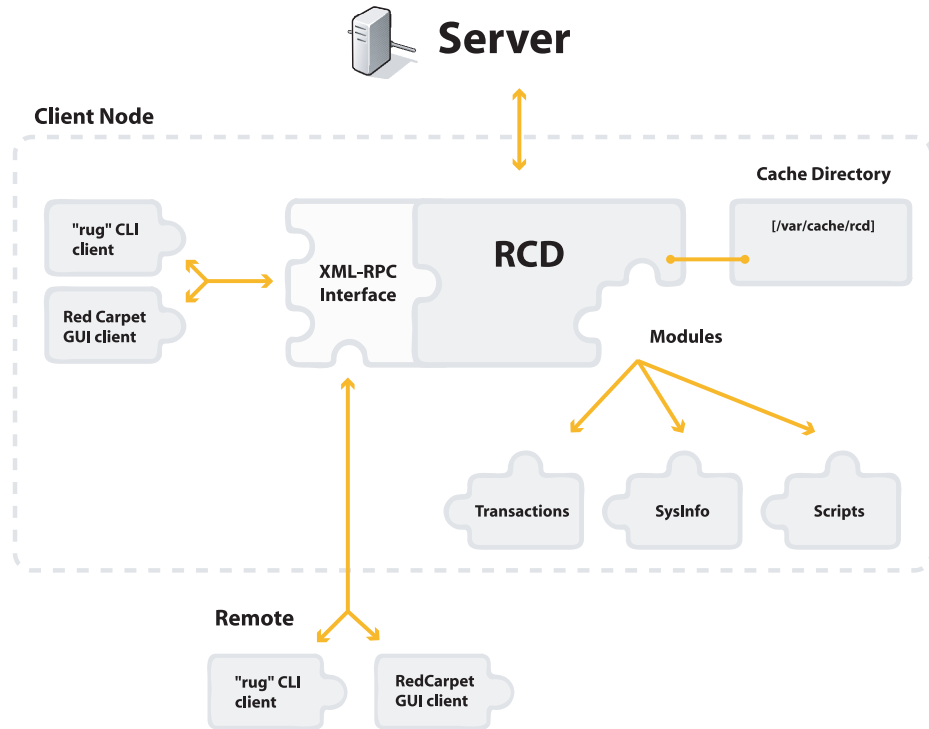 Server
Client Node
Cache Directory
[/var/cache/rcd]
"rug" CLI
client
Red Carpet
GUI client
XML-RPC
Interface
RCD
Modules
Transactions
SysInfo
Scripts
Remote
"rug" CLI
client
RedCarpet
GUI client